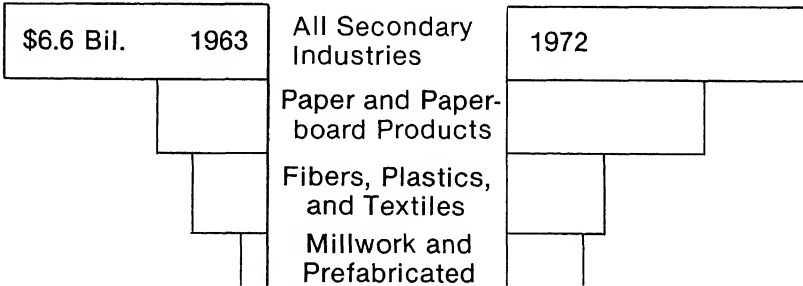 $6.6 Bil. 1963
All Secondary
Industries
1972
Paper and Paper-
board Products
Fibers, Plastics,
and Textiles
Millwork and
Prefabricated